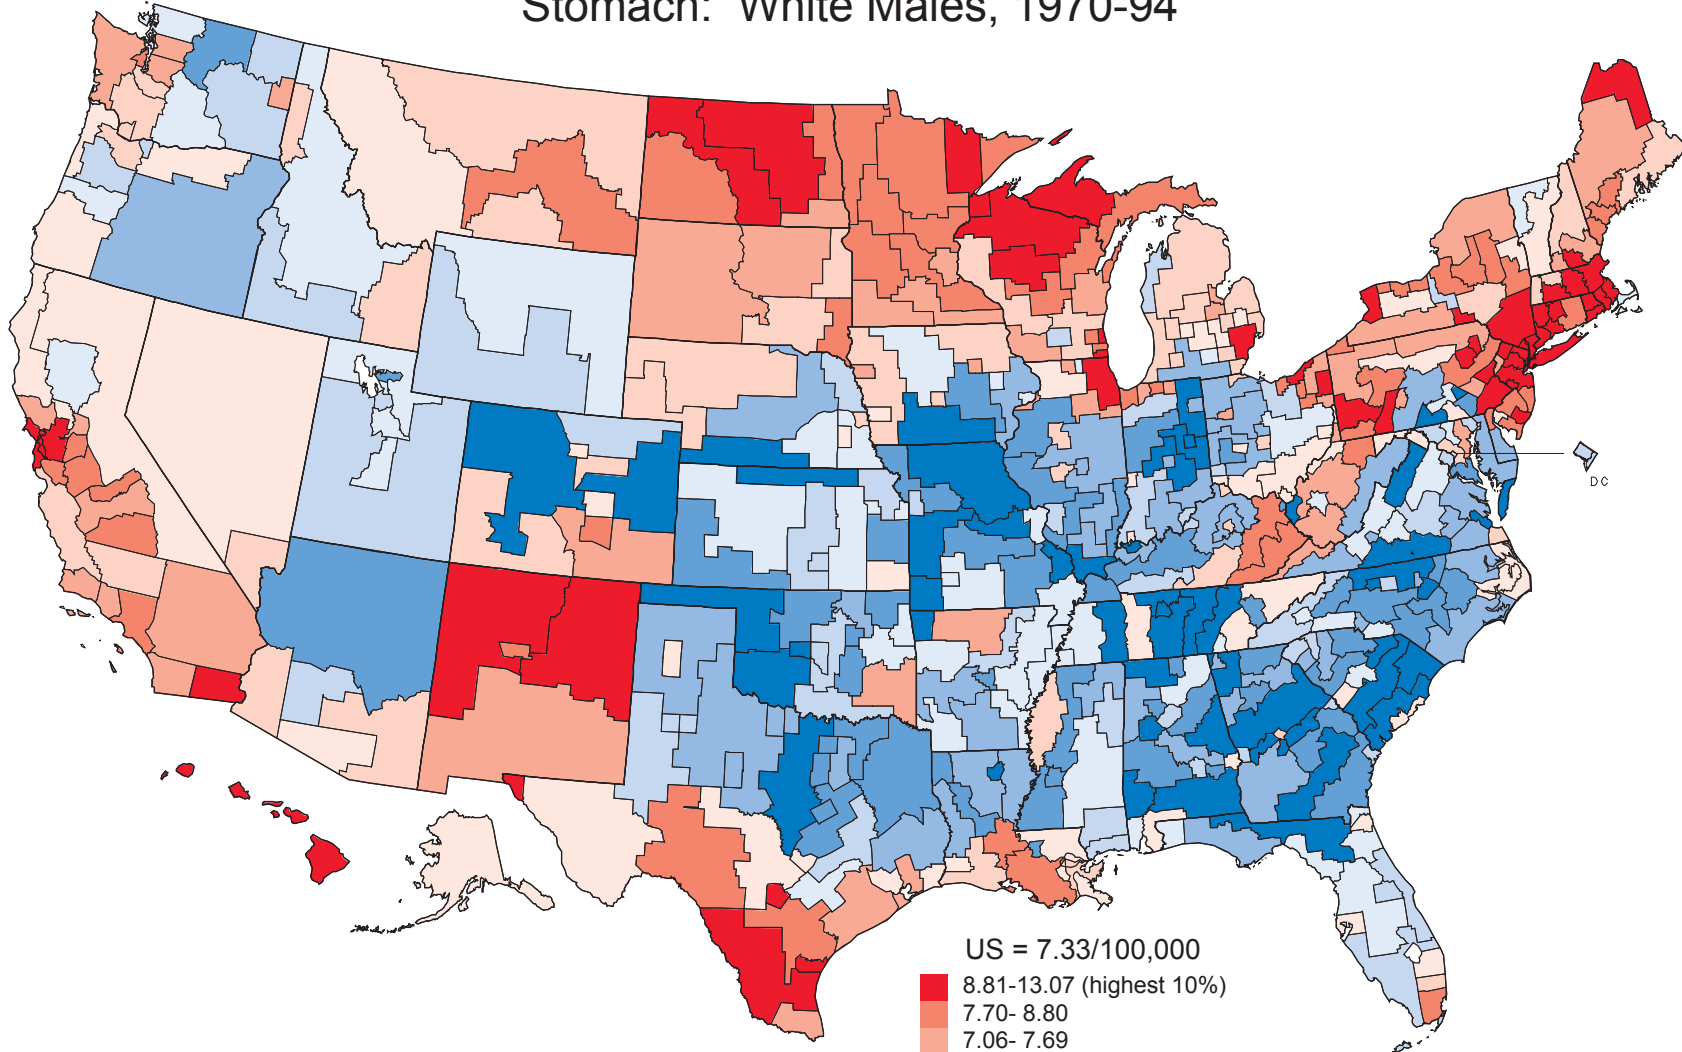 Stomach: White Males, 1970-94
DC
US = 7.33/100,000
8.81-13.07 (highest 10%)
7.70- 8.80
7.06- 7.69